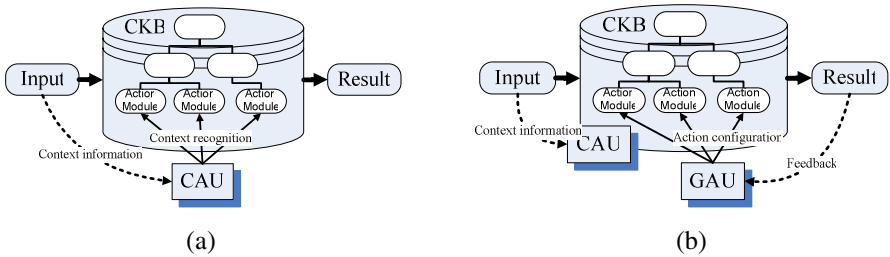 CKB
Input
Result
Action
Module
Action
Module
Action
Module
Context recognition
Context information
CAU
(a)
CKB
Input
Result
Action
Module
Action
Module
Action
Module
Context information
Action configuration
CAU
Feedback
GAU
(b)